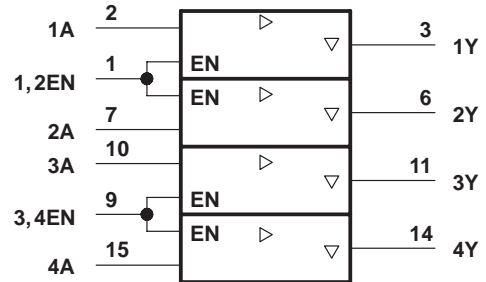 1A 2 3 1Y
1,2EN 1 EN
EN 6 2Y
2A 7
3A 10
11 3Y
3,4EN 9 EN
EN 14 4Y
4A 15